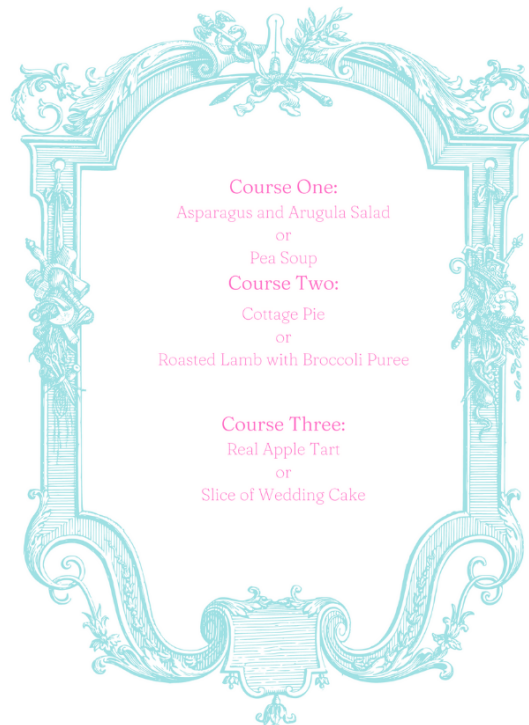 Course One:
Asparagus and Arugula Salad
or
Pea Soup
Course Two:
Cottage Pie
or
Roasted Lamb with Broccoli Puree
Course Three:
Real Apple Tart
or
Slice of Wedding Cake